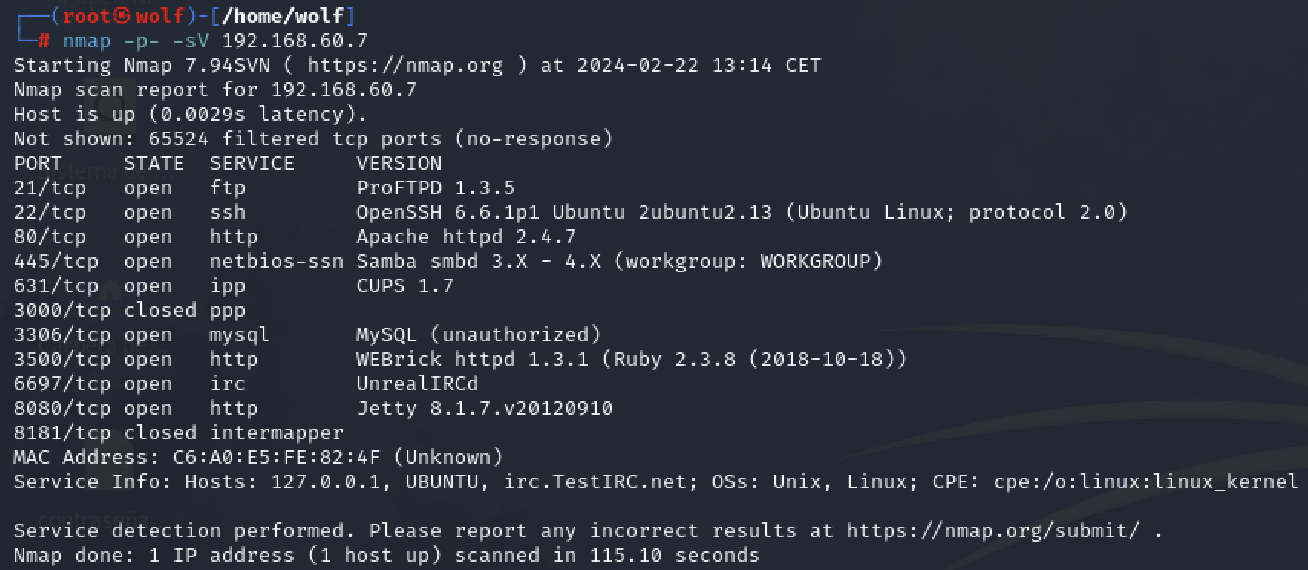 ┌──(root㉿wolf)-[/home/wolf]
└─# nmap -p- -sV 192.168.60.7
Starting Nmap 7.94SVN ( https://nmap.org ) at 2024-02-22 13:14 CET
Nmap scan report for 192.168.60.7
Host is up (0.0029s latency).
Not shown: 65524 filtered tcp ports (no-response)
PORT     STATE  SERVICE     VERSION
21/tcp   open   ftp         ProFTPD 1.3.5
22/tcp   open   ssh         OpenSSH 6.6.1p1 Ubuntu 2ubuntu2.13 (Ubuntu Linux; protocol 2.0)
80/tcp   open   http        Apache httpd 2.4.7
445/tcp  open   netbios-ssn Samba smbd 3.X - 4.X (workgroup: WORKGROUP)
631/tcp  open   ipp         CUPS 1.7
3000/tcp closed ppp
3306/tcp open   mysql       MySQL (unauthorized)
3500/tcp open   http        WEBrick httpd 1.3.1 (Ruby 2.3.8 (2018-10-18))
6697/tcp open   irc         UnrealIRCd
8080/tcp open   http        Jetty 8.1.7.v20120910
8181/tcp closed intermapper
MAC Address: C6:A0:E5:FE:82:4F (Unknown)
Service Info: Hosts: 127.0.0.1, UBUNTU, irc.TestIRC.net; OSs: Unix, Linux; CPE: cpe:/o:linux:linux_kernel
Service detection performed. Please report any incorrect results at https://nmap.org/submit/ .
Nmap done: 1 IP address (1 host up) scanned in 115.10 seconds